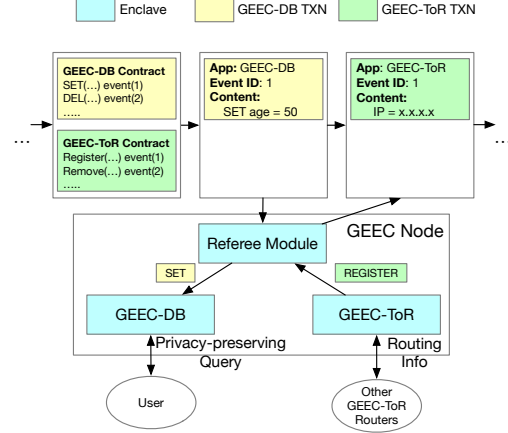 Enclave
GEEC-DB TXN
GEEC-ToR TXN
GEEC-DB Contract
SET(...) event(1)
DEL(...) event(2)
.....
GEEC-ToR Contract
Register(...) event(1)
Remove(...) event(2)
.....
App: GEEC-DB
Event ID: 1
Content:
SET age = 50
App: GEEC-ToR
Event ID: 1
Content:
IP = x.x.x.x
...
...
Referee Module
GEEC Node
SET
REGISTER
GEEC-DB
GEEC-ToR
Privacy-preserving
Query
Routing
Info
User
Other
GEEC-ToR
Routers